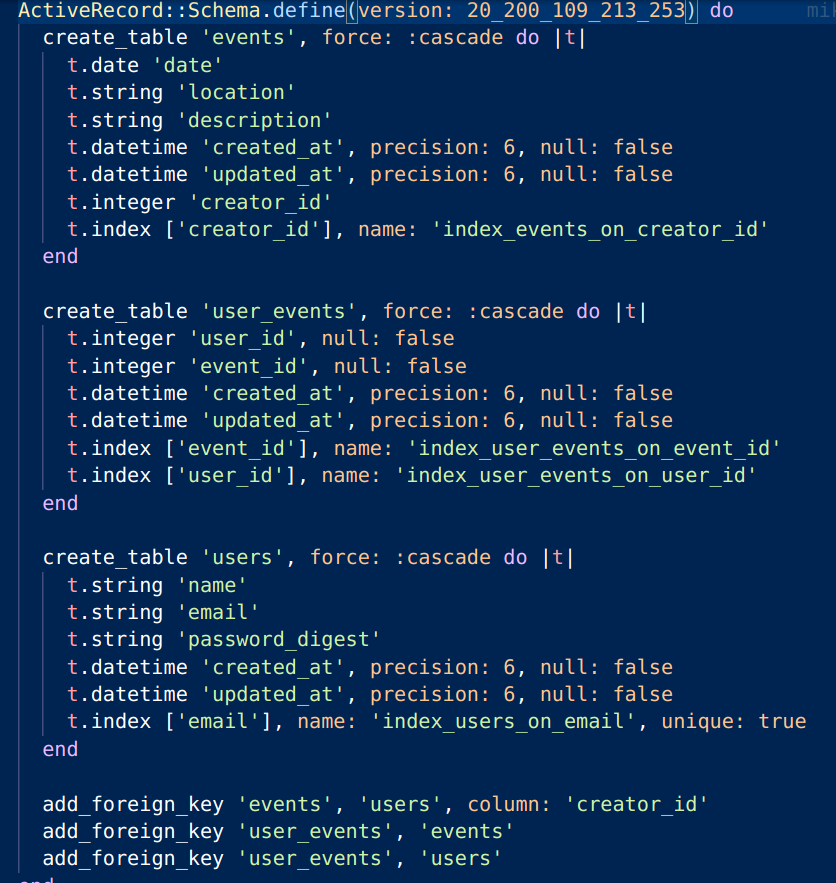 ActiveRecord::Schema.define(version: 20_200_109_213_253) do
  create_table 'events', force: :cascade do |t|
    t.date 'date'
    t.string 'location'
    t.string 'description'
    t.datetime 'created_at', precision: 6, null: false
    t.datetime 'updated_at', precision: 6, null: false
    t.integer 'creator_id'
    t.index ['creator_id'], name: 'index_events_on_creator_id'
  end

  create_table 'user_events', force: :cascade do |t|
    t.integer 'user_id', null: false
    t.integer 'event_id', null: false
    t.datetime 'created_at', precision: 6, null: false
    t.datetime 'updated_at', precision: 6, null: false
    t.index ['event_id'], name: 'index_user_events_on_event_id'
    t.index ['user_id'], name: 'index_user_events_on_user_id'
  end

  create_table 'users', force: :cascade do |t|
    t.string 'name'
    t.string 'email'
    t.string 'password_digest'
    t.datetime 'created_at', precision: 6, null: false
    t.datetime 'updated_at', precision: 6, null: false
    t.index ['email'], name: 'index_users_on_email', unique: true
  end

  add_foreign_key 'events', 'users', column: 'creator_id'
  add_foreign_key 'user_events', 'events'
  add_foreign_key 'user_events', 'users'
end